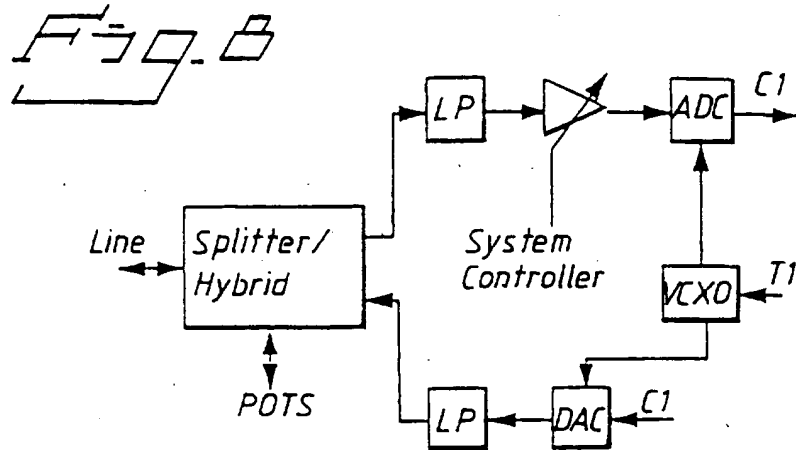 Fig. 8
LP
ADC
C1
Line
Splitter/
Hybrid
System
Controller
VCXO
T1
POTS
LP
DAC
C1